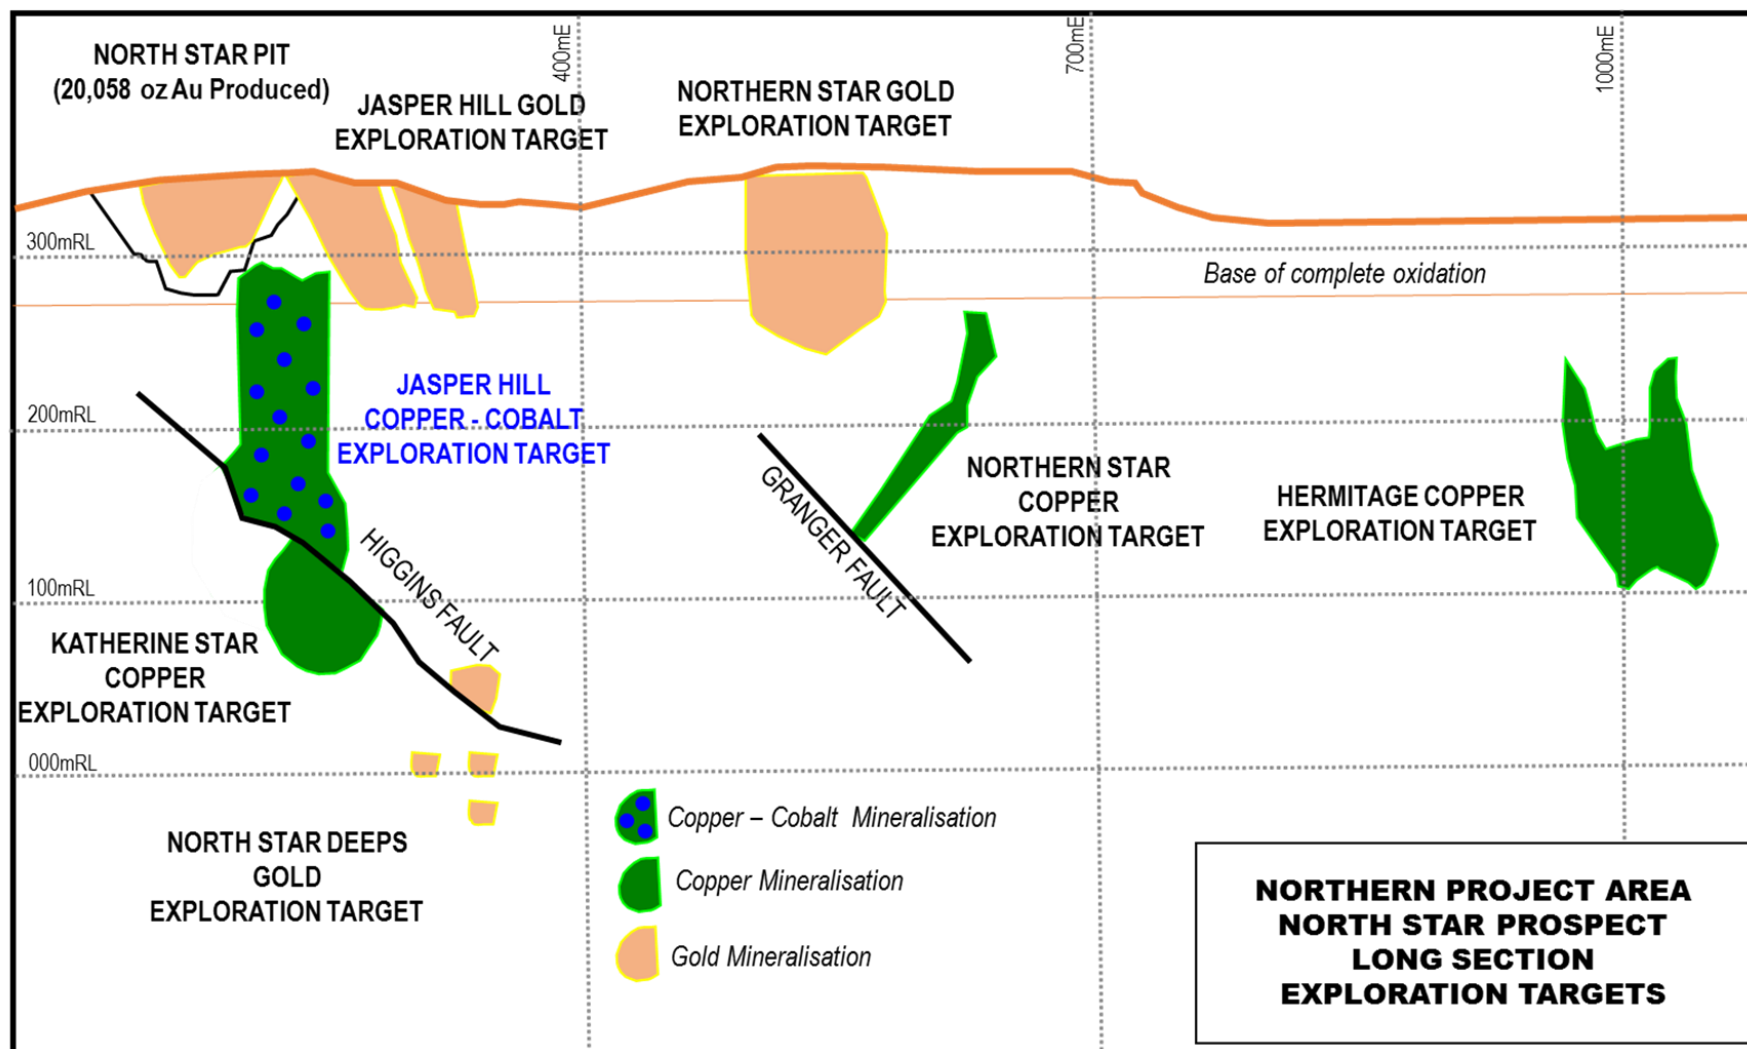 NORTH STAR PIT
(20,058 oz Au Produced)
JASPER HILL GOLD
EXPLORATION TARGET
400mE
NORTHERN STAR GOLD
EXPLORATION TARGET
700mE
1000mE
300mRL
Base of complete oxidation
JASPER HILL
COPPER - COBALT
EXPLORATION TARGET
200mRL
GRANGER FAULT
NORTHERN STAR
COPPER
EXPLORATION TARGET
HERMITAGE COPPER
EXPLORATION TARGET
HIGGINS FAULT
100mRL
KATHERINE STAR
COPPER
EXPLORATION TARGET
000mRL
NORTH STAR DEEPS
GOLD
EXPLORATION TARGET
Copper – Cobalt Mineralisation
Copper Mineralisation
Gold Mineralisation
NORTHERN PROJECT AREA
NORTH STAR PROSPECT
LONG SECTION
EXPLORATION TARGETS